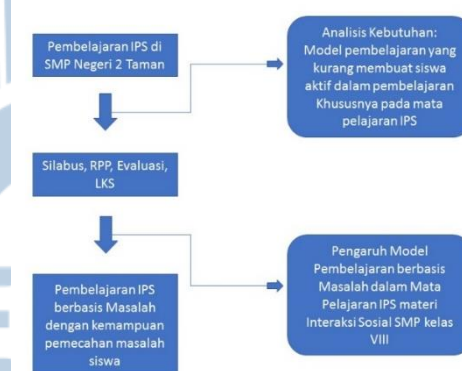 Pembelajaran IPS di
SMP Negeri 2 Taman
Analisis Kebutuhan:
Model pembelajaran yang
kurang membuat siswa
aktif dalam pembelajaran
Khususnya pada mata
pelajaran IPS
Silabus, RPP, Evaluasi,
LKS
Pembelajaran IPS
berbasis Masalah
dengan kemampuan
pemecahan masalah
siswa
Pengaruh Model
Pembelajaran berbasis
Masalah dalam Mata
Pelajaran IPS materi
Interaksi Sosial SMP kelas
VIII